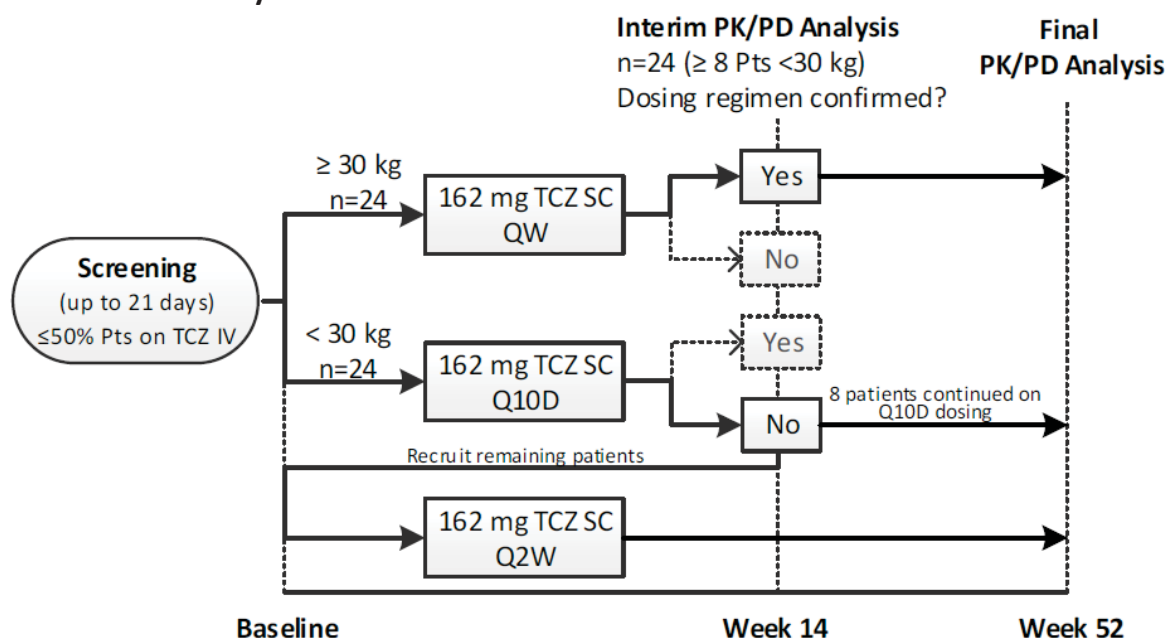 Interim PK/PD Analysis
n=24 (≥ 8 Pts <30 kg)
Dosing regimen confirmed?
Final
PK/PD Analysis
≥ 30 kg
n=24
162 mg TCZ SC
QW
Yes
No
Screening
(up to 21 days)
≤50% Pts on TCZ IV
< 30 kg
n=24
162 mg TCZ SC
Q10D
Yes
No
8 patients continued on
Q10D dosing
Recruit remaining patients
162 mg TCZ SC
Q2W
Baseline
Week 14
Week 52